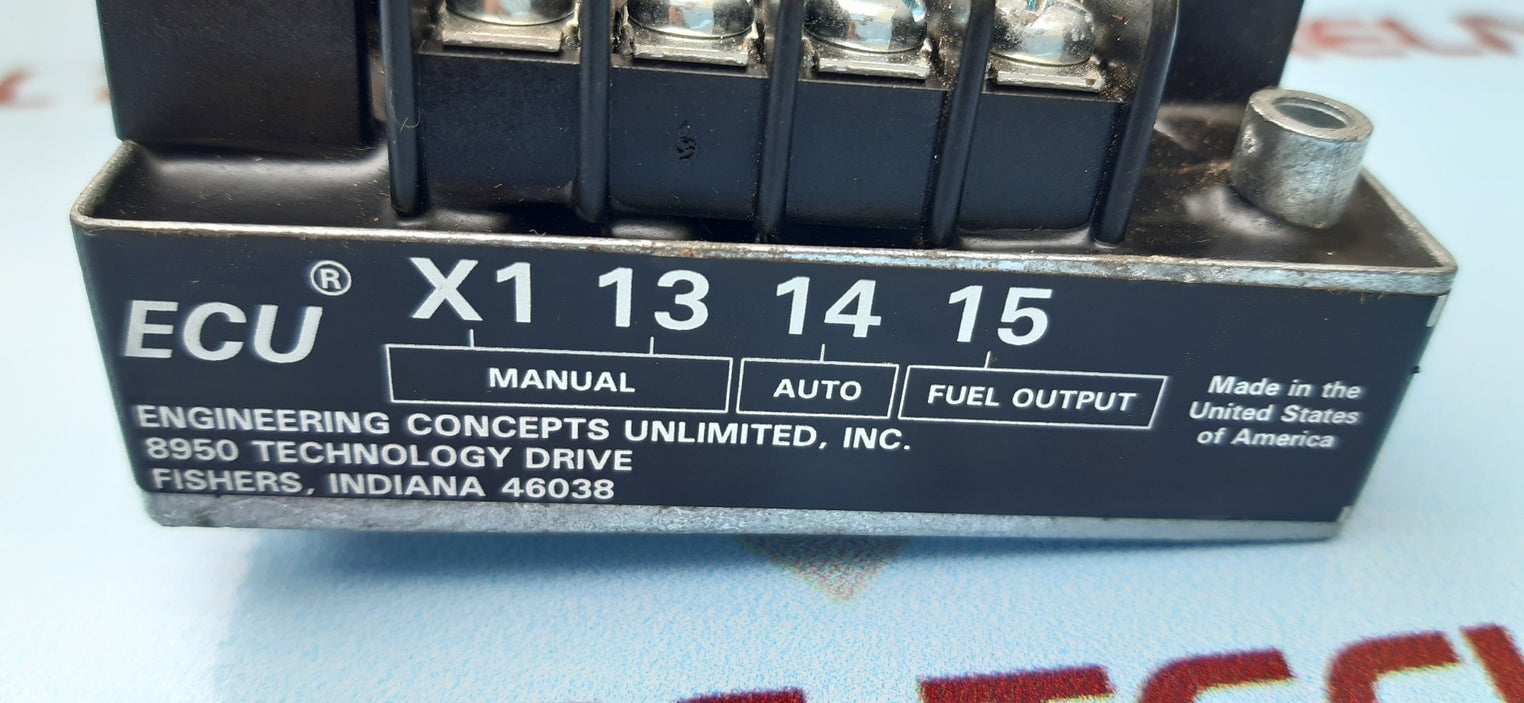 ECU®
X1 13 14 15
MANUAL AUTO FUEL OUTPUT
ENGINEERING CONCEPTS UNLIMITED, INC.
8950 TECHNOLOGY DRIVE
FISHERS, INDIANA 46038
Made in the
United States
of America